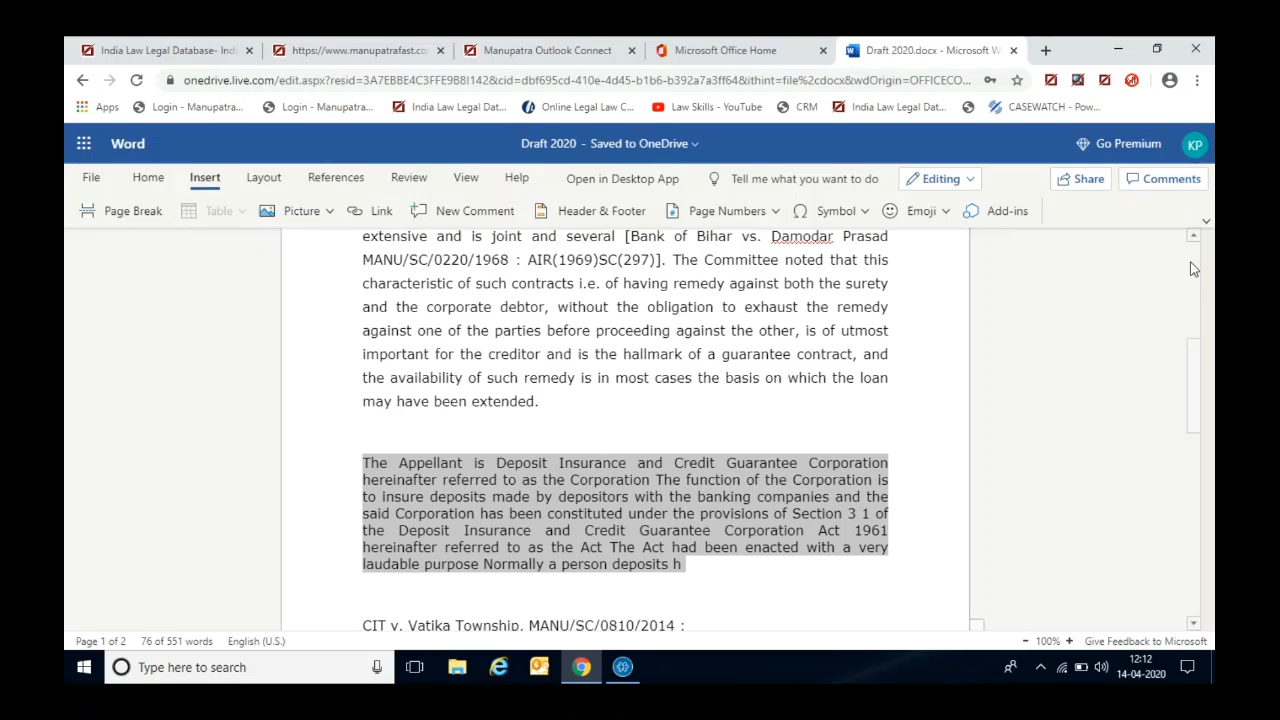 India Law Legal Database- Ind
https://www.manupatrafast.co
Manupatra Outlook Connect
Microsoft Office Home
Draft 2020.docx - Microsoft W
onedrive.live.com/edit.aspx?resid=3A7EBBE4C3FFE9B8!142&cid=dbf695cd-410e-4d45-b1b6-b392a7a3ff64&ithint=file%2cdocx&wdOrigin=OFFICECO...
Apps
Login - Manupatra...
Login - Manupatra...
India Law Legal Dat...
Online Legal Law C...
Law Skills - YouTube
CRM
India Law Legal Dat...
CASEWATCH - Pow...
Word
Draft 2020 - Saved to OneDrive
Go Premium
KP
File Home Insert Layout References Review View Help Open in Desktop App Tell me what you want to do Editing Share Comments
Page Break Table Picture Link New Comment Header & Footer Page Numbers Symbol Emoji Add-ins
extensive and is joint and several [Bank of Bihar vs. Damodar Prasad
MANU/SC/0220/1968 : AIR(1969)SC(297)]. The Committee noted that this
characteristic of such contracts i.e. of having remedy against both the surety
and the corporate debtor, without the obligation to exhaust the remedy
against one of the parties before proceeding against the other, is of utmost
important for the creditor and is the hallmark of a guarantee contract, and
the availability of such remedy is in most cases the basis on which the loan
may have been extended.
The Appellant is Deposit Insurance and Credit Guarantee Corporation
hereinafter referred to as the Corporation The function of the Corporation is
to insure deposits made by depositors with the banking companies and the
said Corporation has been constituted under the provisions of Section 3 1 of
the Deposit Insurance and Credit Guarantee Corporation Act 1961
hereinafter referred to as the Act The Act had been enacted with a very
laudable purpose Normally a person deposits h
CIT v. Vatika Township, MANU/SC/0810/2014 :
Page 1 of 2 76 of 551 words English (U.S.) 100% Give Feedback to Microsoft
Type here to search
12:12
14-04-2020